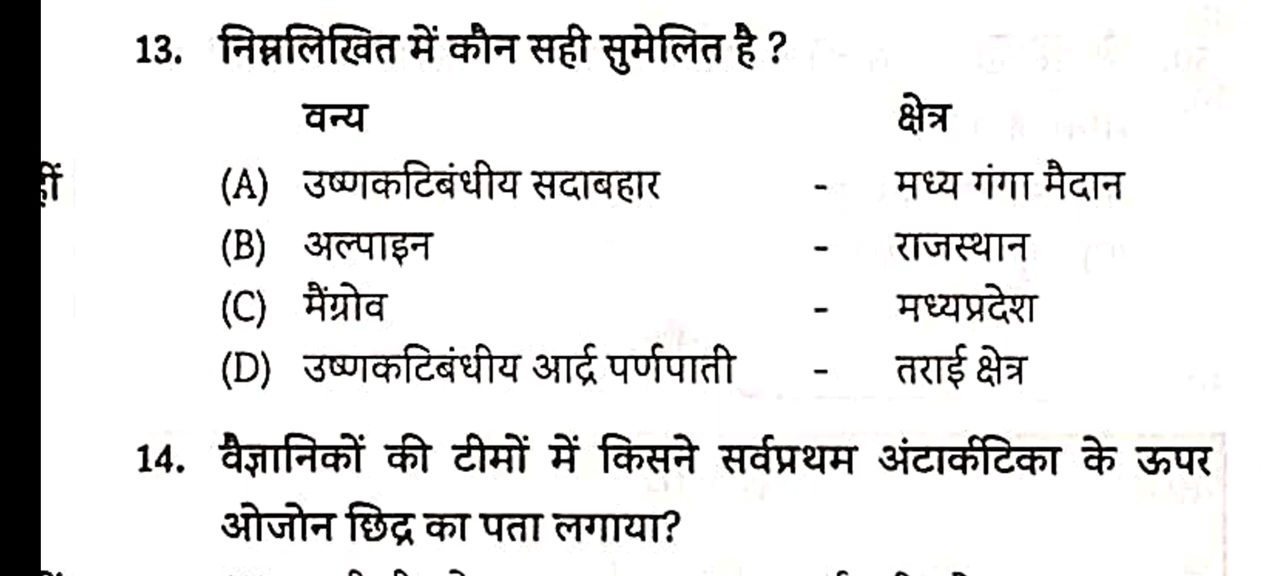 13. निम्नलिखित में कौन सही सुमेलित है ?
वन्य क्षेत्र
(A) उष्णकटिबंधीय सदाबहार - मध्य गंगा मैदान
(B) अल्पाइन - राजस्थान
(C) मैंग्रोव - मध्यप्रदेश
(D) उष्णकटिबंधीय आर्द्र पर्णपाती - तराई क्षेत्र
14. वैज्ञानिकों की टीमों में किसने सर्वप्रथम अंटार्कटिका के ऊपर
ओजोन छिद्र का पता लगाया?